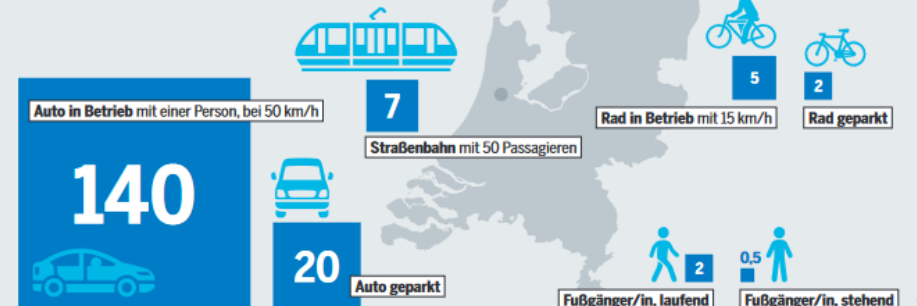 7
5
2
Auto in Betrieb mit einer Person, bei 50 km/h
Rad in Betrieb mit 15 km/h
Rad geparkt
Straßenbahn mit 50 Passagieren
140
20
Auto geparkt
2
0,5
Fußgänger/in, laufend
Fußgänger/in, stehend